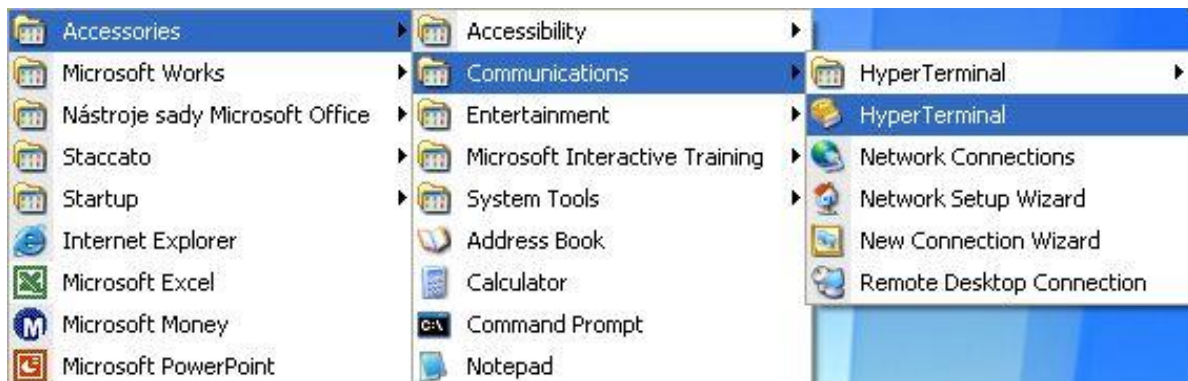 Accessories
Microsoft Works
Nástroje sady Microsoft Office
Staccato
Startup
Internet Explorer
Microsoft Excel
Microsoft Money
Microsoft PowerPoint
Accessibility
Communications
Entertainment
Microsoft Interactive Training
System Tools
Address Book
Calculator
Command Prompt
Notepad
HyperTerminal
HyperTerminal
Network Connections
Network Setup Wizard
New Connection Wizard
Remote Desktop Connection